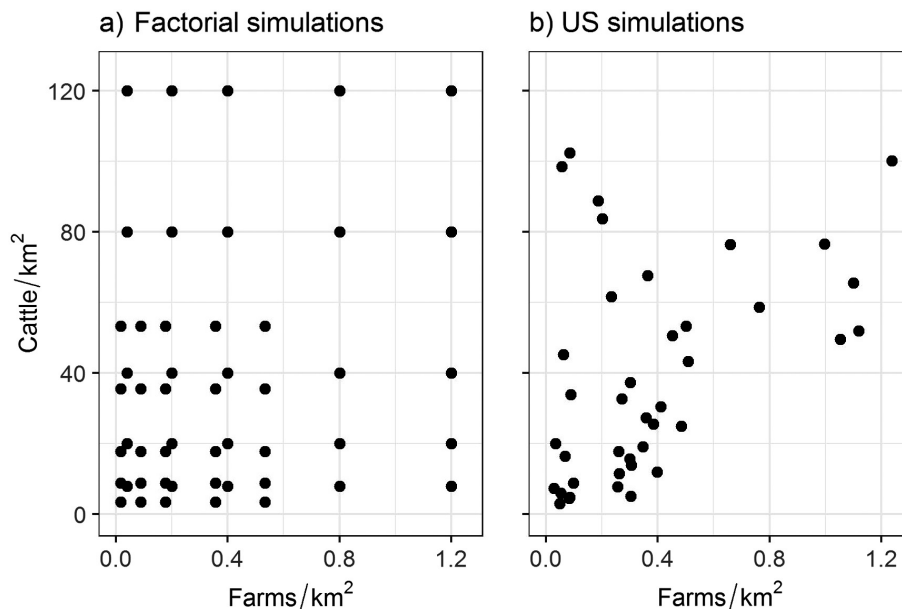 a) Factorial simulations
b) US simulations
Cattle/km²
120
80
40
0
0.0 0.4 0.8 1.2
0.0 0.4 0.8 1.2
Farms/km²
Farms/km²